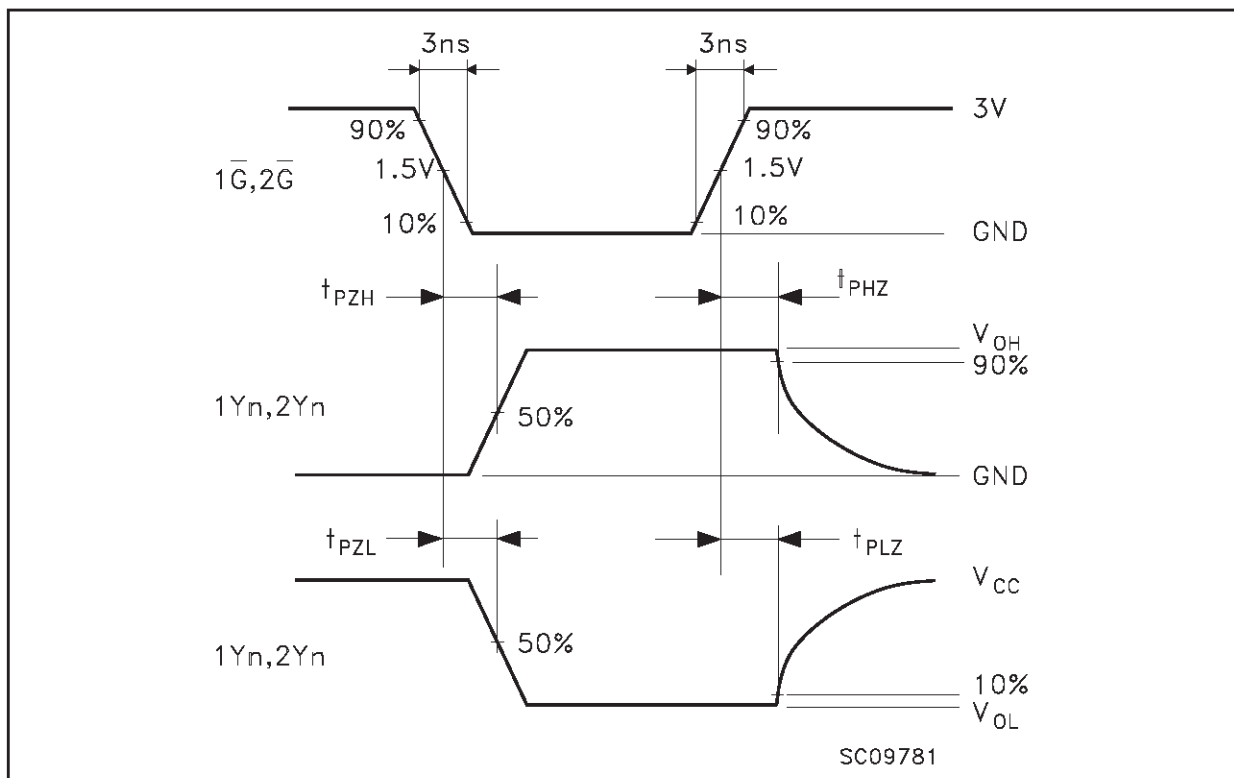 3ns 3ns
3V
90% 90%
1G̅,2G̅ 1.5V 1.5V
10% 10%
GND
tPZH tPHZ
VOH
90%
1Yn,2Yn 50%
GND
tPZL tPLZ
VCC
1Yn,2Yn 50%
10%
VOL
SC09781